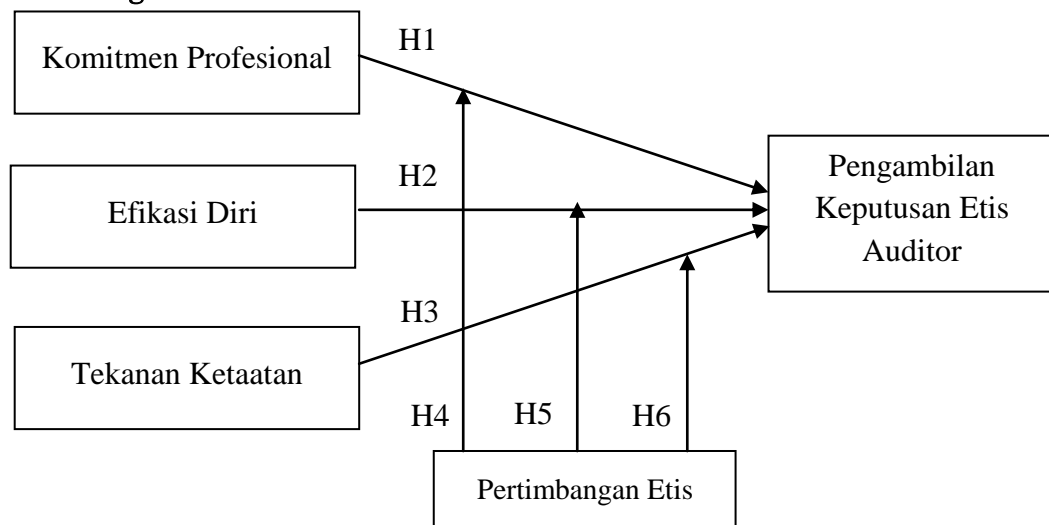 Komitmen Profesional
H1
Efikasi Diri
H2
Pengambilan
Keputusan Etis
Auditor
Tekanan Ketaatan
H3
H4
H5
H6
Pertimbangan Etis